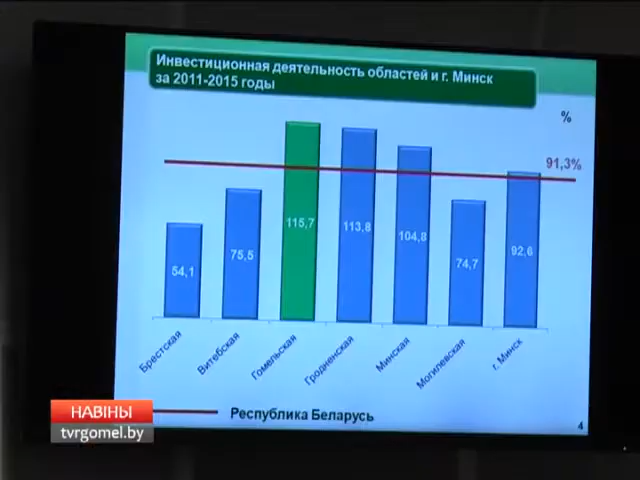 Инвестиционная деятельность областей и г. Минск
за 2011-2015 годы
%
91,3%
54,1
75,5
115,7
113,8
104,8
74,7
92,6
Брестская
Витебская
Гомельская
Гродненская
Минская
Могилевская
г. Минск
Республика Беларусь
4
НАВІНЫ
tvrgomel.by